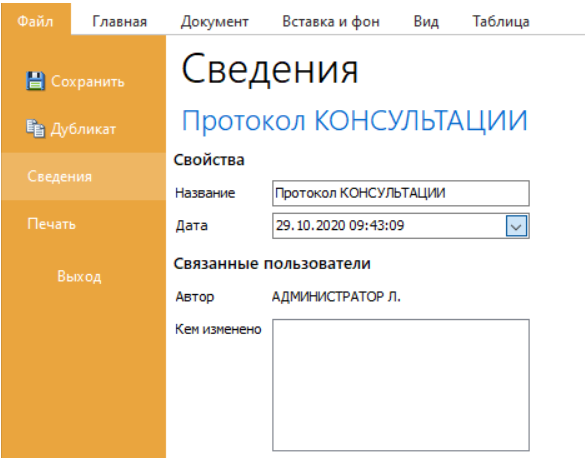 Файл Главная Документ Вставка и фон Вид Таблица
Сохранить
Дубликат
Сведения
Печать
Выход
Сведения
Протокол КОНСУЛЬТАЦИИ
Свойства
Название Протокол КОНСУЛЬТАЦИИ
Дата 29.10.2020 09:43:09
Связанные пользователи
Автор АДМИНИСТРАТОР Л.
Кем изменено